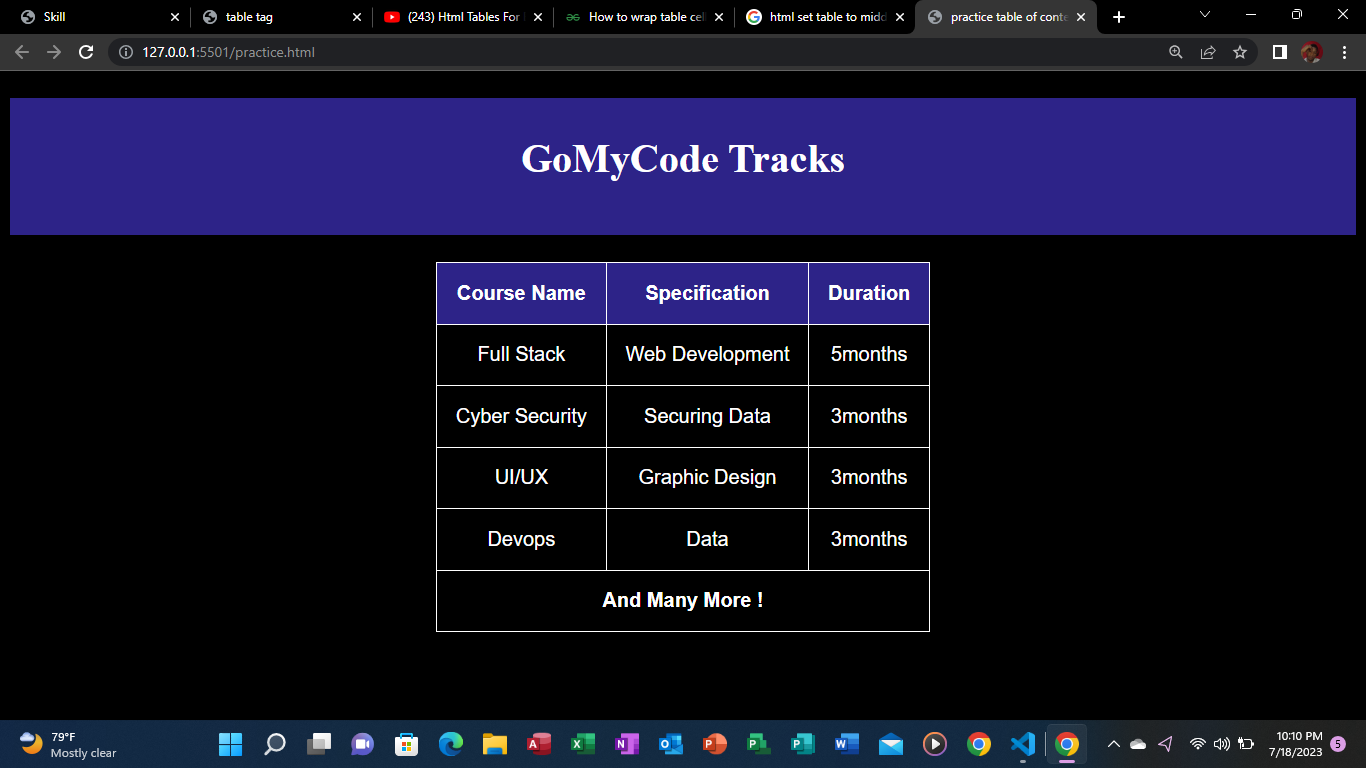 Skill
table tag
(243) Html Tables For
How to wrap table cel
html set table to midd
practice table of conte
127.0.0.1:5501/practice.html
GoMyCode Tracks
Course Name Specification Duration
Full Stack Web Development 5months
Cyber Security Securing Data 3months
UI/UX Graphic Design 3months
Devops Data 3months
And Many More !
79°F
Mostly clear
10:10 PM
7/18/2023
5